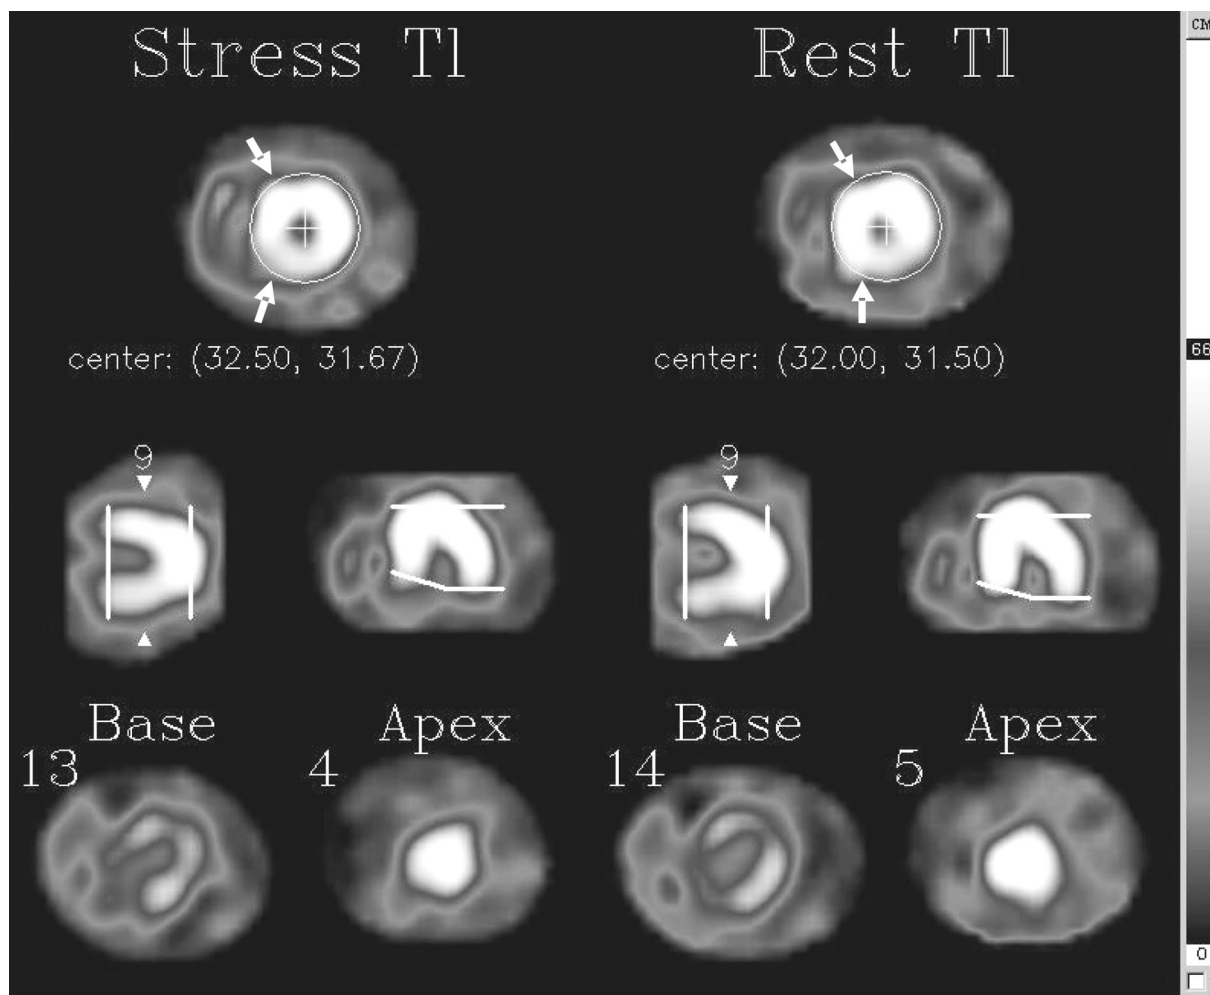 Stress Tl
Rest Tl
CM
center: (32.50, 31.67)
center: (32.00, 31.50)
66
9
9
Base
Apex
Base
Apex
13
4
14
5
0